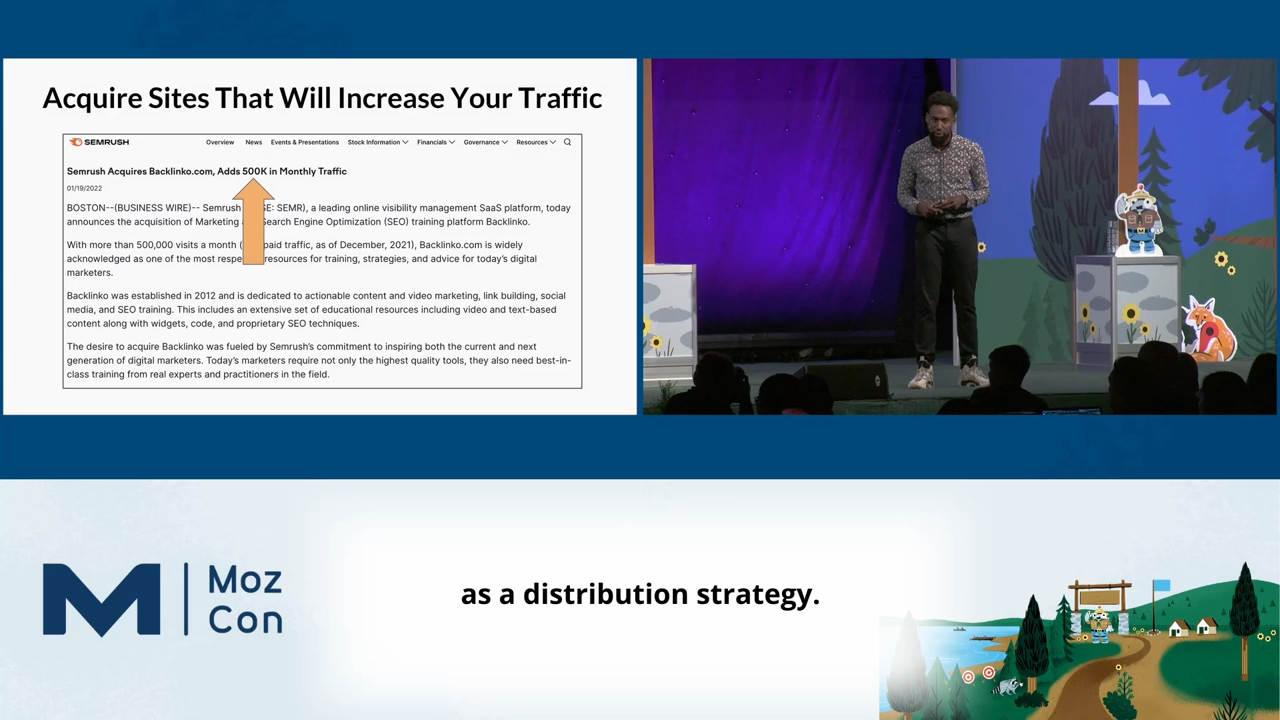 Acquire Sites That Will Increase Your Traffic
SEMRUSH
Overview News Events & Presentations Stock Information Financials Governance Resources
Semrush Acquires Backlinko.com, Adds 500K in Monthly Traffic
01/19/2022
BOSTON--(BUSINESS WIRE)-- Semrush E: SEMR), a leading online visibility management SaaS platform, today
announces the acquisition of Marketing earch Engine Optimization (SEO) training platform Backlinko.
With more than 500,000 visits a month ( paid traffic, as of December, 2021), Backlinko.com is widely
acknowledged as one of the most respe resources for training, strategies, and advice for today's digital
marketers.
Backlinko was established in 2012 and is dedicated to actionable content and video marketing, link building, social
media, and SEO training. This includes an extensive set of educational resources including video and text-based
content along with widgets, code, and proprietary SEO techniques.
The desire to acquire Backlinko was fueled by Semrush's commitment to inspiring both the current and next
generation of digital marketers. Today's marketers require not only the highest quality tools, they also need best-in-
class training from real experts and practitioners in the field.
Moz
Con
as a distribution strategy.